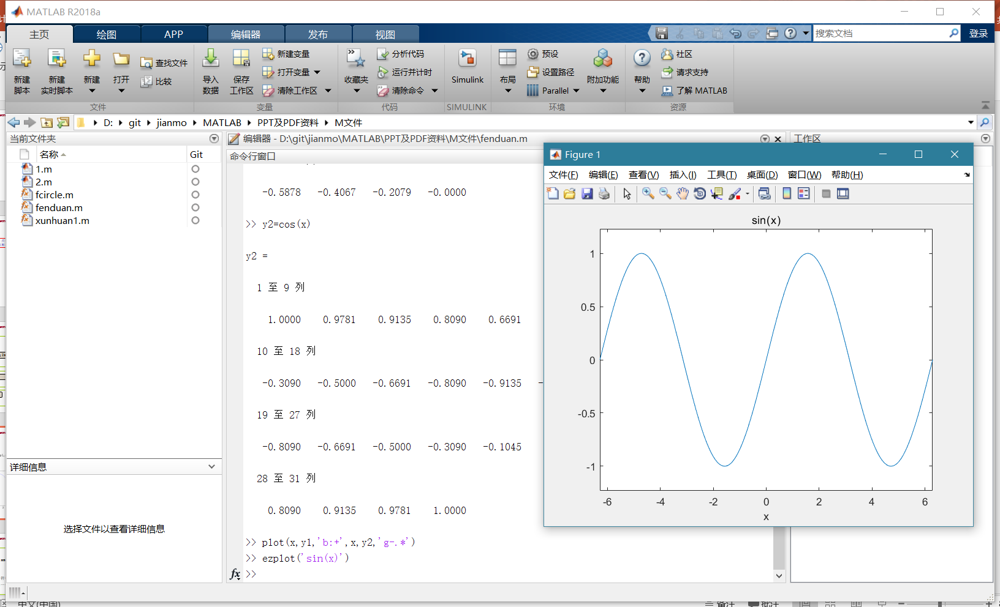 MATLAB R2018a
主页 绘图 APP 编辑器 发布 视图 搜索文档 登录
新建脚本 新建实时脚本 新建 打开 查找文件 比较
导入数据 保存工作区 新建变量 打开变量 清除工作区
收藏夹 分析代码 运行并计时 清除命令
Simulink
布局 预设 设置路径 Parallel 附加功能
帮助 社区 请求支持 了解 MATLAB
文件 变量 代码 SIMULINK 环境 资源
D: git jianmo MATLAB PPT及PDF资料 M文件
当前文件夹
名称 Git
1.m
2.m
fcircle.m
fenduan.m
xunhuan1.m
详细信息
选择文件以查看详细信息
编辑器 - D:\git\jianmo\MATLAB\PPT及PDF资料\M文件\fenduan.m
命令行窗口
-0.5878 -0.4067 -0.2079 -0.0000
>> y2=cos(x)
y2 =
1 至 9 列
1.0000 0.9781 0.9135 0.8090 0.6691
10 至 18 列
-0.3090 -0.5000 -0.6691 -0.8090 -0.9135 -
19 至 27 列
-0.8090 -0.6691 -0.5000 -0.3090 -0.1045
28 至 31 列
0.8090 0.9135 0.9781 1.0000
>> plot(x,y1,'b:+',x,y2,'g-.*')
>> ezplot('sin(x)')
fx >>
工作区
Figure 1
文件(F) 编辑(E) 查看(V) 插入(I) 工具(T) 桌面(D) 窗口(W) 帮助(H)
sin(x)
1
0.5
0
-0.5
-1
-6 -4 -2 0 2 4 6
x
中文(中国) 备注 批注